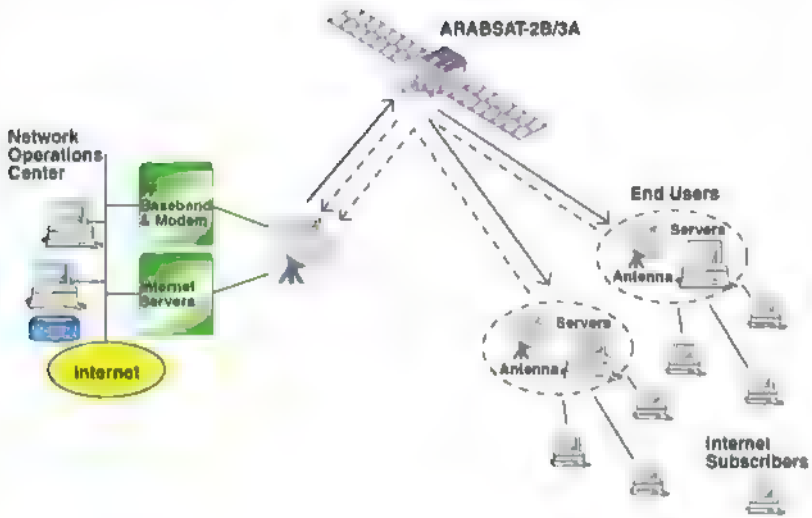 ARABSAT-2B/3A
Network
Operations
Center
Baseband
& Modem
Internet
Servers
Internet
End Users
Servers
Antenna
Servers
Antenna
Internet
Subscribers